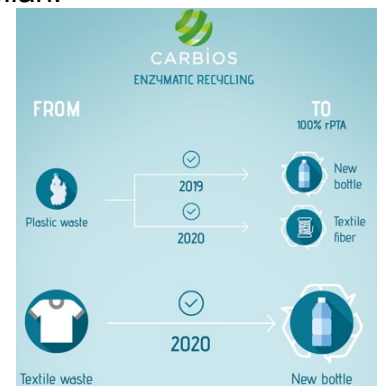 CARBIOS
ENZYMATIC RECYCLING
FROM
TO
100% rPTA
Plastic waste
2019
New
bottle
2020
Textile
fiber
Textile waste
2020
New bottle